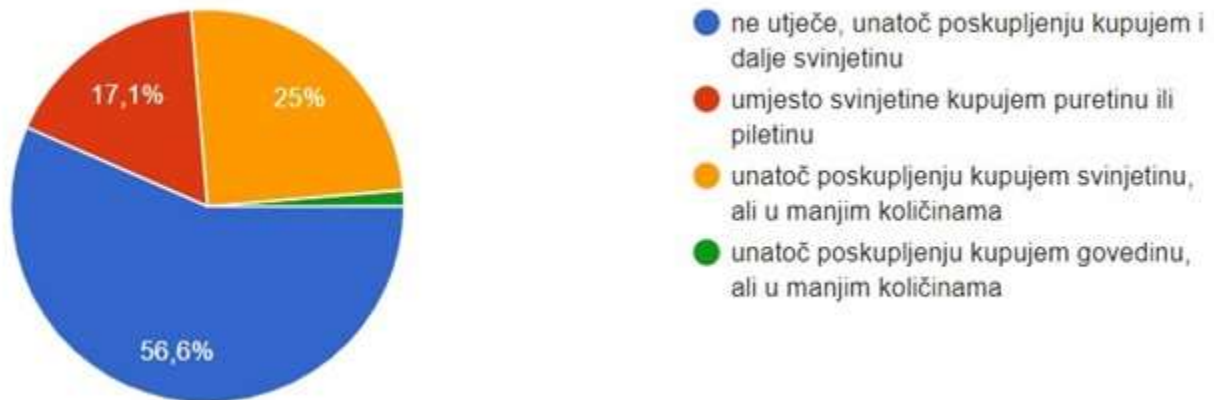 17,1%
25%
56,6%
ne utječe, unatoč poskupljenju kupujem i
dalje svinjetinu
umjesto svinjetine kupujem puretinu ili
piletinu
unatoč poskupljenju kupujem svinjetinu,
ali u manjim količinama
unatoč poskupljenju kupujem govedinu,
ali u manjim količinama